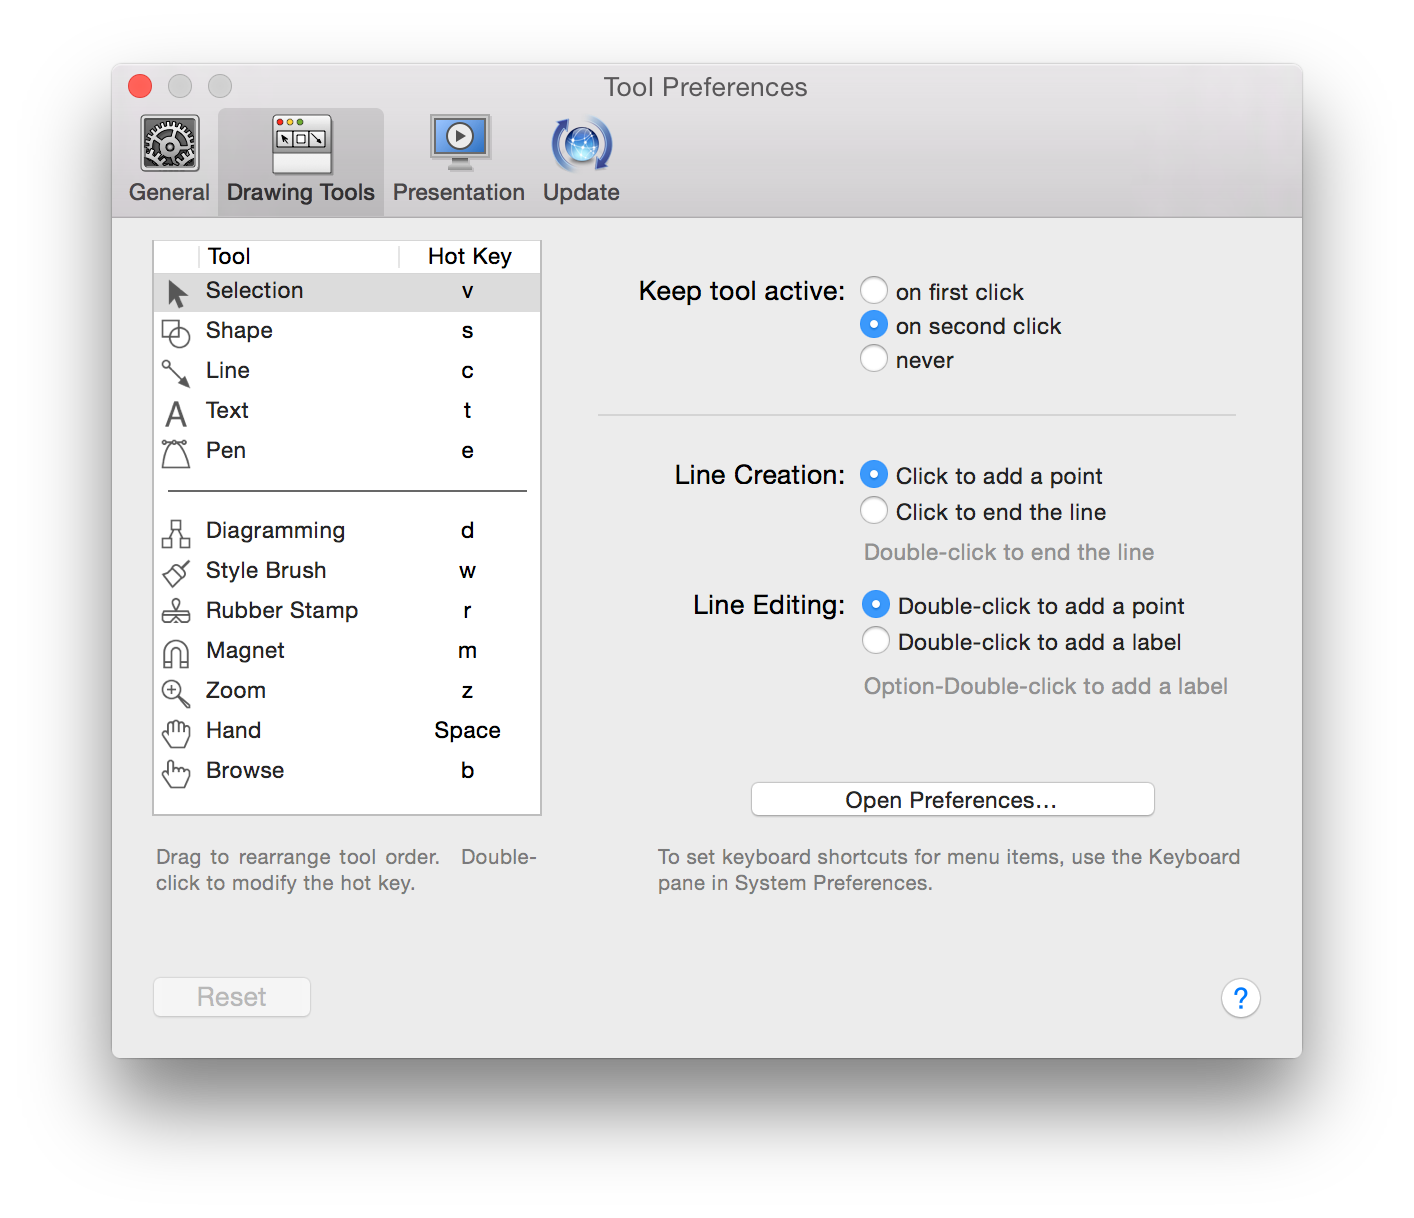 Tool Preferences
General Drawing Tools Presentation Update
Tool Hot Key
Selection v
Shape s
Line c
Text t
Pen e
Diagramming d
Style Brush w
Rubber Stamp r
Magnet m
Zoom z
Hand Space
Browse b
Drag to rearrange tool order. Double-
click to modify the hot key.
Keep tool active: on first click
on second click
never
Line Creation: Click to add a point
Click to end the line
Double-click to end the line
Line Editing: Double-click to add a point
Double-click to add a label
Option-Double-click to add a label
Open Preferences...
To set keyboard shortcuts for menu items, use the Keyboard
pane in System Preferences.
Reset
?